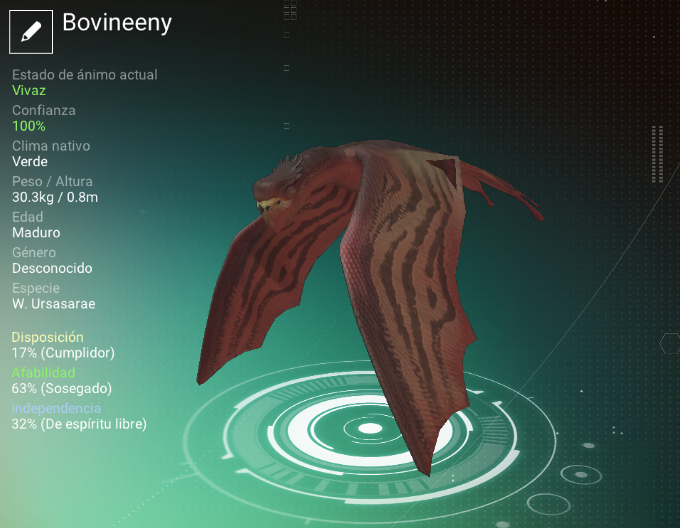 Bovineeny
Estado de ánimo actual
Vivaz
Confianza
100%
Clima nativo
Verde
Peso / Altura
30.3kg / 0.8m
Edad
Maduro
Género
Desconocido
Especie
W. Ursasarae
Disposición
17% (Cumplidor)
Afabilidad
63% (Sosegado)
Independencia
32% (De espíritu libre)